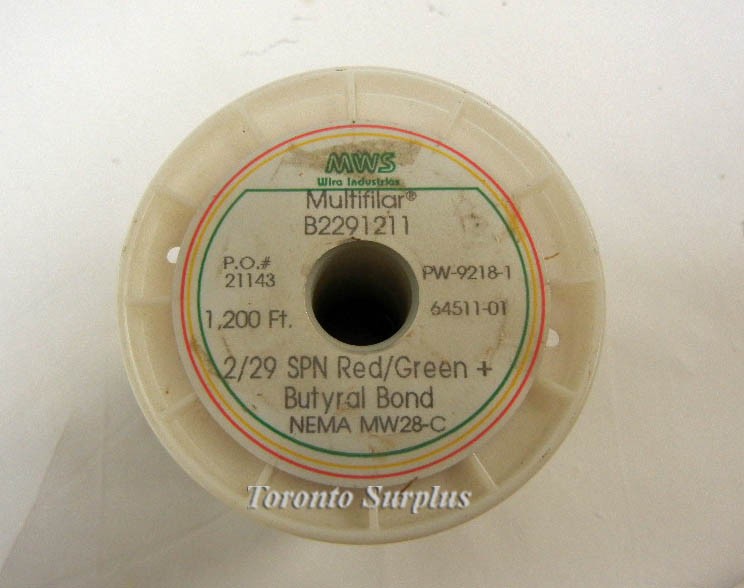 MWS
Wire Industries
Multifilar®
B2291211
P.O.#
21143
PW-9218-1
64511-01
1,200 Ft.
2/29 SPN Red/Green +
Butyral Bond
NEMA MW28-C
Toronto Surplus